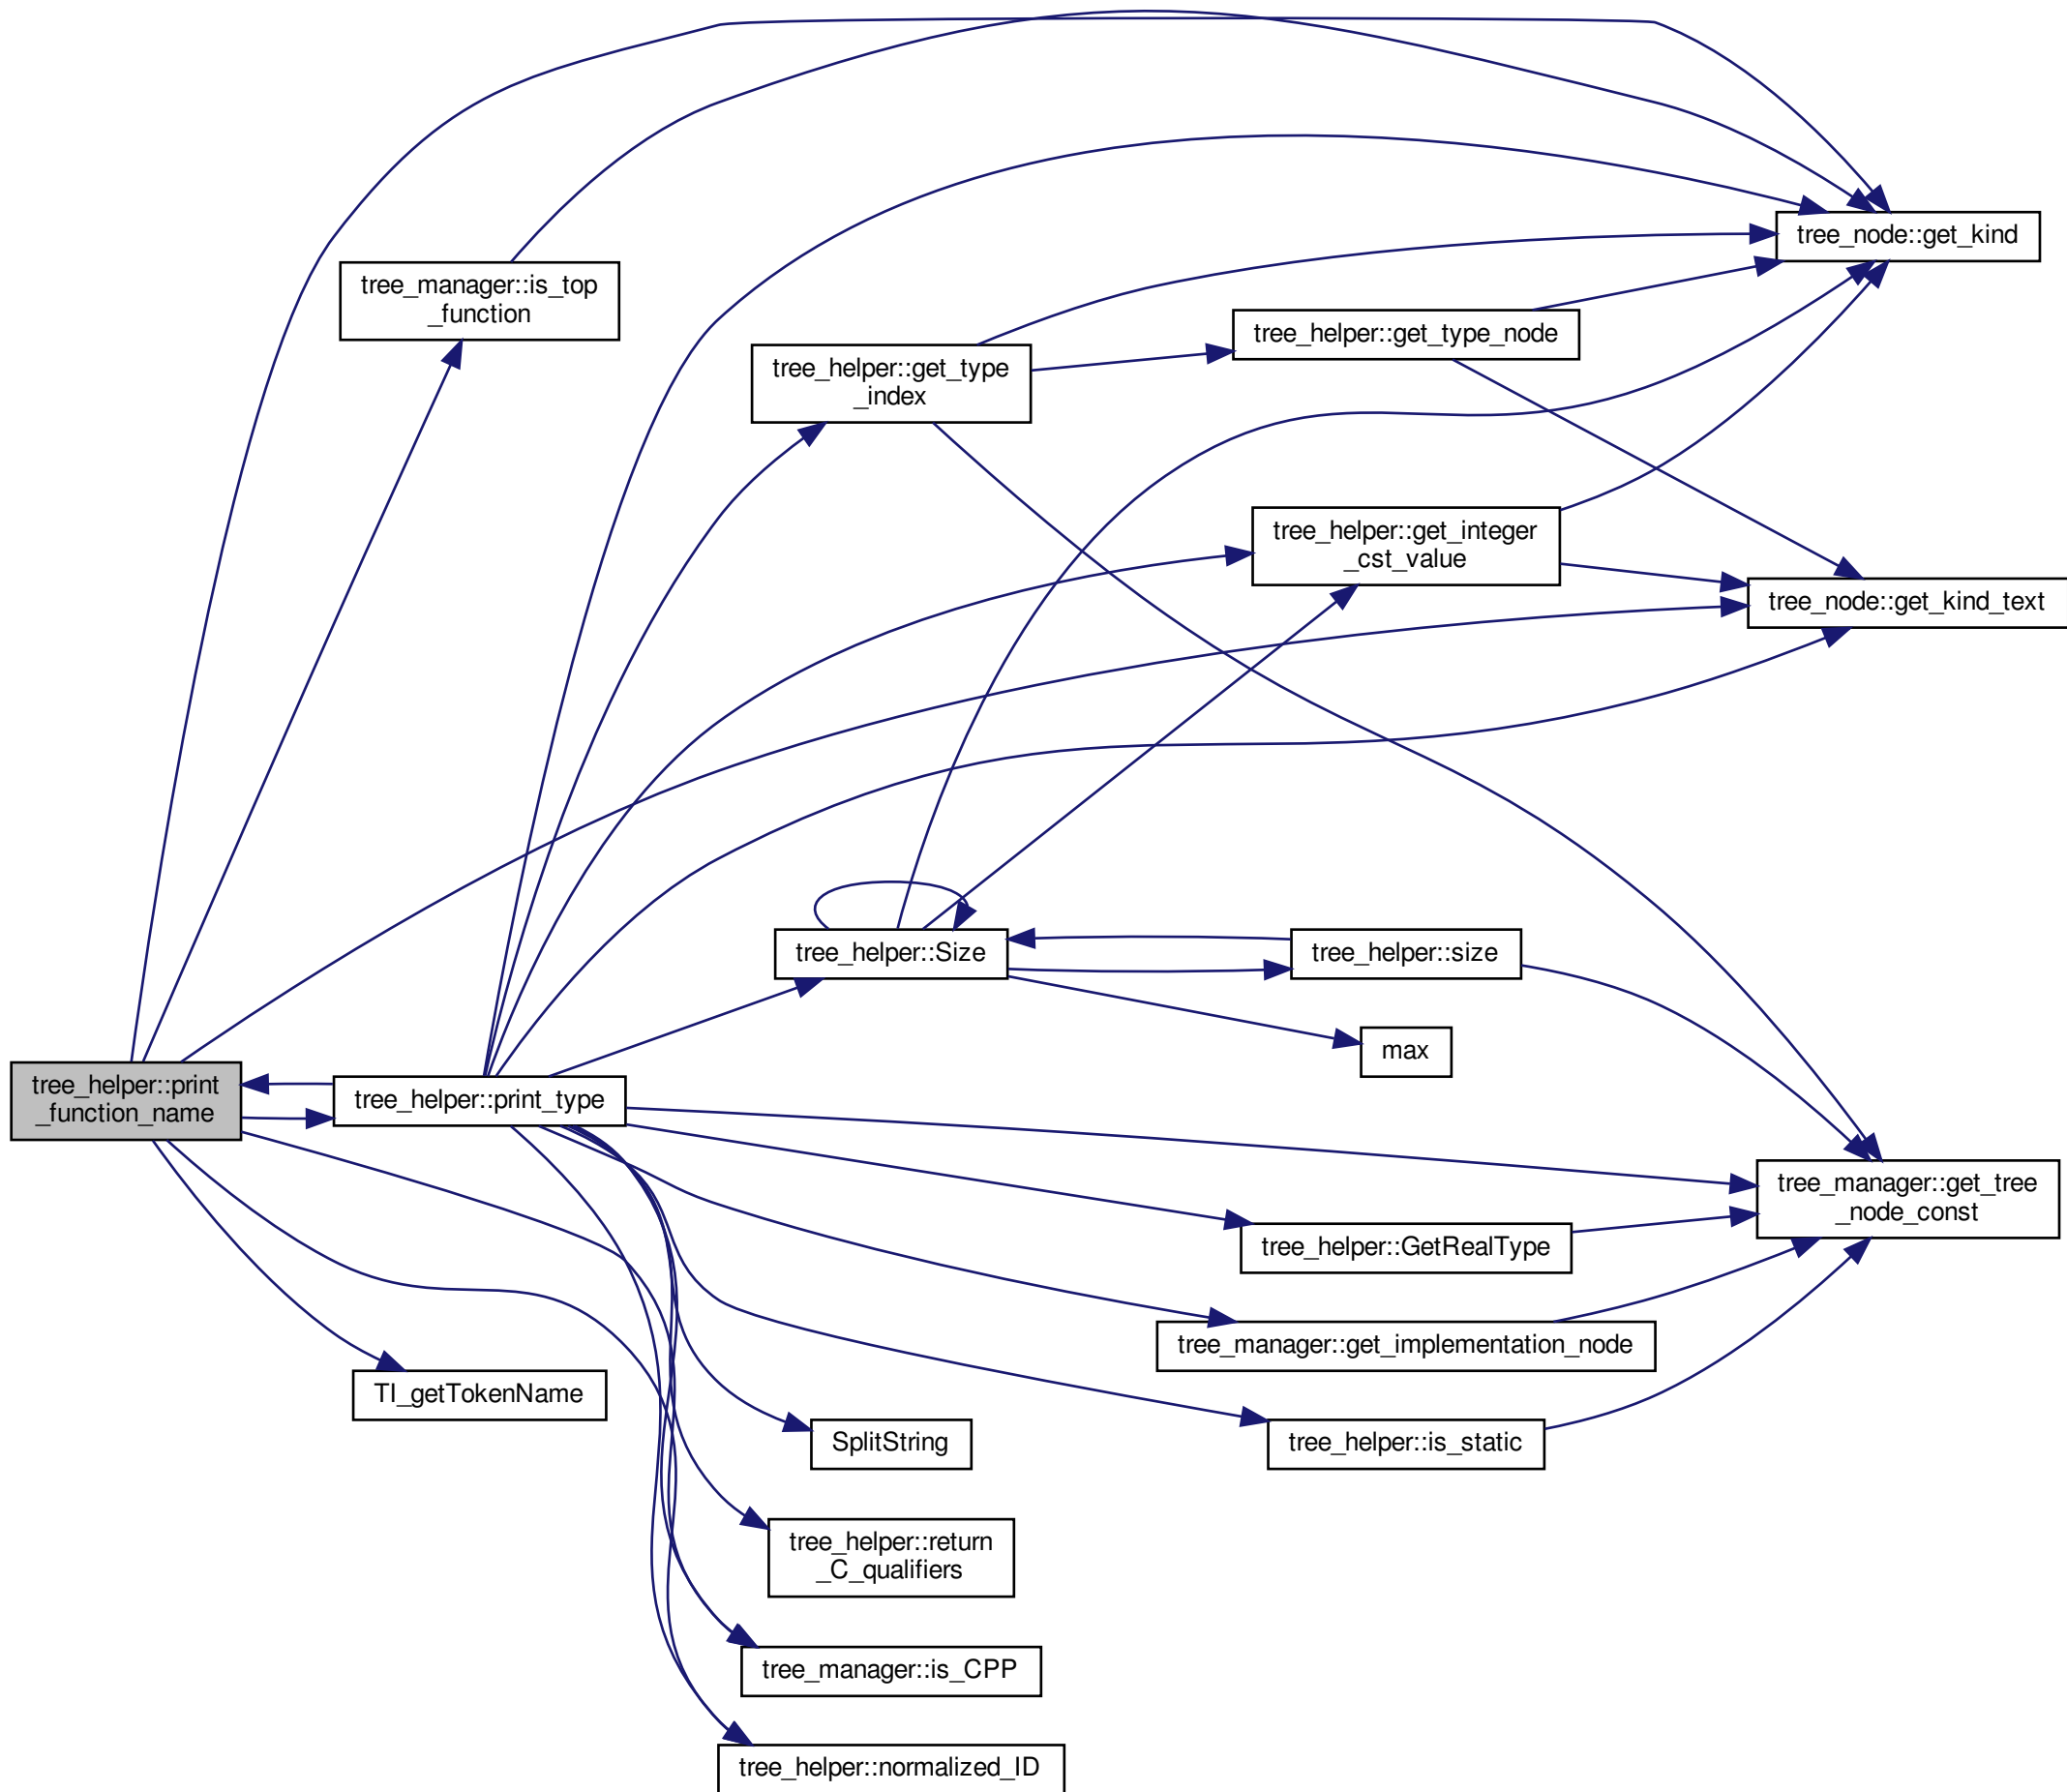 tree_node::get_kind
tree_manager::is_top
_function
tree_helper::get_type_node
tree_helper::get_type
_index
tree_helper::get_integer
_cst_value
tree_node::get_kind_text
tree_helper::Size
tree_helper::size
max
tree_helper::print
_function_name
tree_helper::print_type
tree_manager::get_tree
_node_const
tree_helper::GetRealType
tree_manager::get_implementation_node
TI_getTokenName
SplitString
tree_helper::is_static
tree_helper::return
_C_qualifiers
tree_manager::is_CPP
tree_helper::normalized_ID